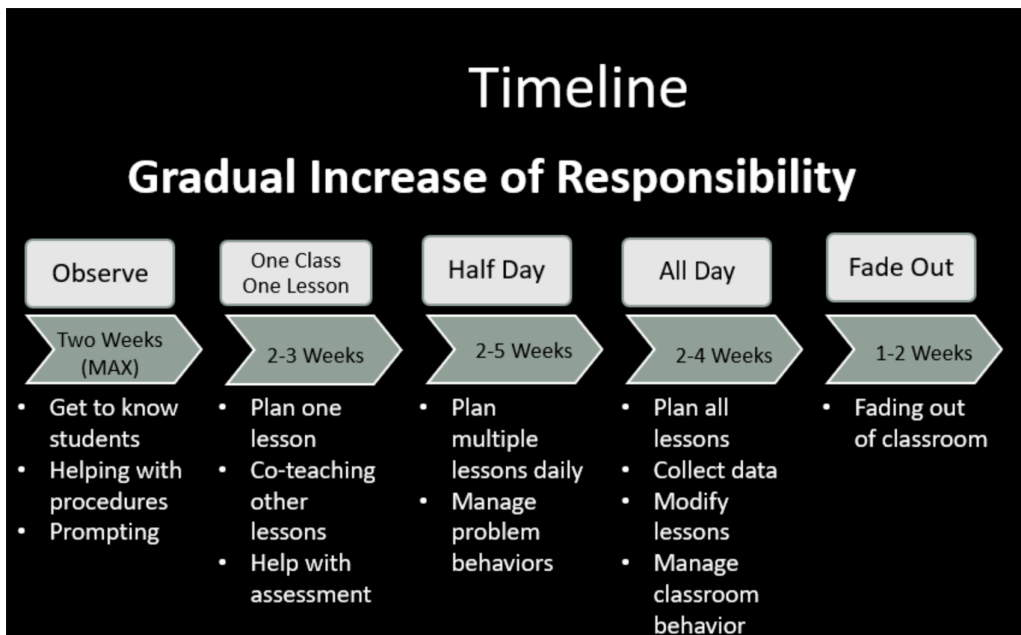 Timeline
Gradual Increase of Responsibility
Observe
Two Weeks
(MAX)
• Get to know
students
• Helping with
procedures
• Prompting
One Class
One Lesson
2-3 Weeks
• Plan one
lesson
• Co-teaching
other
lessons
• Help with
assessment
Half Day
2-5 Weeks
• Plan
multiple
lessons daily
• Manage
problem
behaviors
All Day
2-4 Weeks
• Plan all
lessons
• Collect data
• Modify
lessons
• Manage
classroom
behavior
Fade Out
1-2 Weeks
• Fading out
of classroom